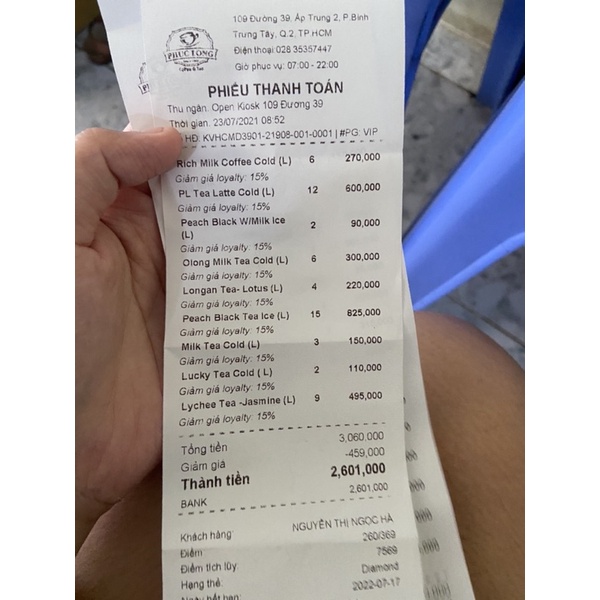 109 Đường 39, Ấp Trung 2, P.Bình
Trưng Tây, Q.2, TP.HCM
Điện thoại 028 35357447
Giờ phục vụ: 07:00 - 22:00
PHUC LONG
Coffee & Tea
PHIẾU THANH TOÁN
Thu ngân: Open Kiosk 109 Đường 39
Thời gian: 23/07/2021 08:52
HĐ: KVHCMD3901-21908-001-0001 | #PG: VIP
Rich Milk Coffee Cold (L) 6 270,000
Giảm giá loyalty: 15%
PL Tea Latte Cold (L) 12 600,000
Giảm giá loyalty: 15%
Peach Black W/Milk Ice 2 90,000
(L)
Giảm giá loyalty: 15%
Olong Milk Tea Cold (L) 6 300,000
Giảm giá loyalty: 15%
Longan Tea- Lotus (L) 4 220,000
Giảm giá loyalty: 15%
Peach Black Tea Ice (L) 15 825,000
Giảm giá loyalty: 15%
Milk Tea Cold (L) 3 150,000
Giảm giá loyalty: 15%
Lucky Tea Cold ( L) 2 110,000
Giảm giá loyalty: 15%
Lychee Tea -Jasmine (L) 9 495,000
Giảm giá loyalty: 15%
Tổng tiền 3,060,000
Giảm giá -459,000
Thành tiền 2,601,000
BANK 2,601,000
Khách hàng: NGUYỄN THỊ NGỌC HÀ
Điểm 260/369
Điểm tích lũy: 7569
Hạng thẻ: Diamond
Ngày hết hạn: 2022-07-17